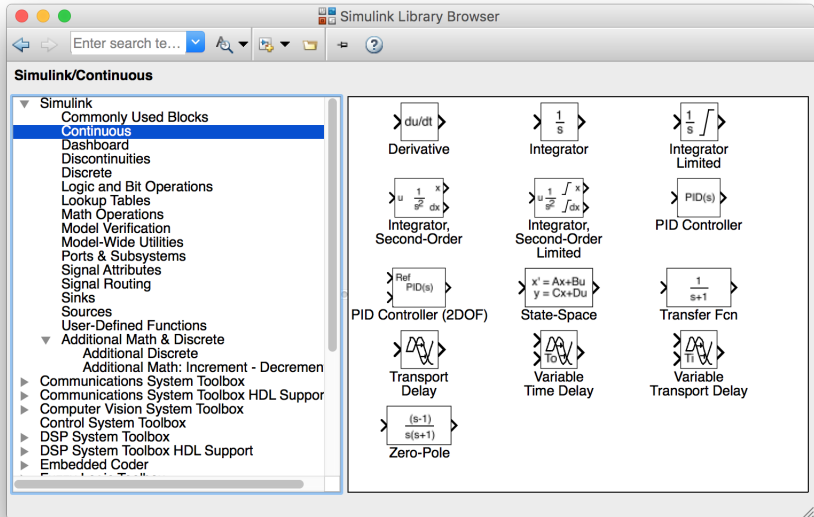 Simulink Library Browser
Enter search te...
Simulink/Continuous
Simulink
Commonly Used Blocks
Continuous
Dashboard
Discontinuities
Discrete
Logic and Bit Operations
Lookup Tables
Math Operations
Model Verification
Model-Wide Utilities
Ports & Subsystems
Signal Attributes
Signal Routing
Sinks
Sources
User-Defined Functions
Additional Math & Discrete
Additional Discrete
Additional Math: Increment - Decremen
Communications System Toolbox
Communications System Toolbox HDL Suppor
Computer Vision System Toolbox
Control System Toolbox
DSP System Toolbox
DSP System Toolbox HDL Support
Embedded Coder
du/dt
Derivative
1
s
Integrator
1
s
Integrator
Limited
u 1 x
s² dx
Integrator,
Second-Order
u 1 x
s² dx
Integrator,
Second-Order
Limited
PID(s)
PID Controller
Ref
PID(s)
PID Controller (2DOF)
x' = Ax+Bu
y = Cx+Du
State-Space
1
s+1
Transfer Fcn
Transport
Delay
To
Variable
Time Delay
Ti
Variable
Transport Delay
(s-1)
s(s+1)
Zero-Pole